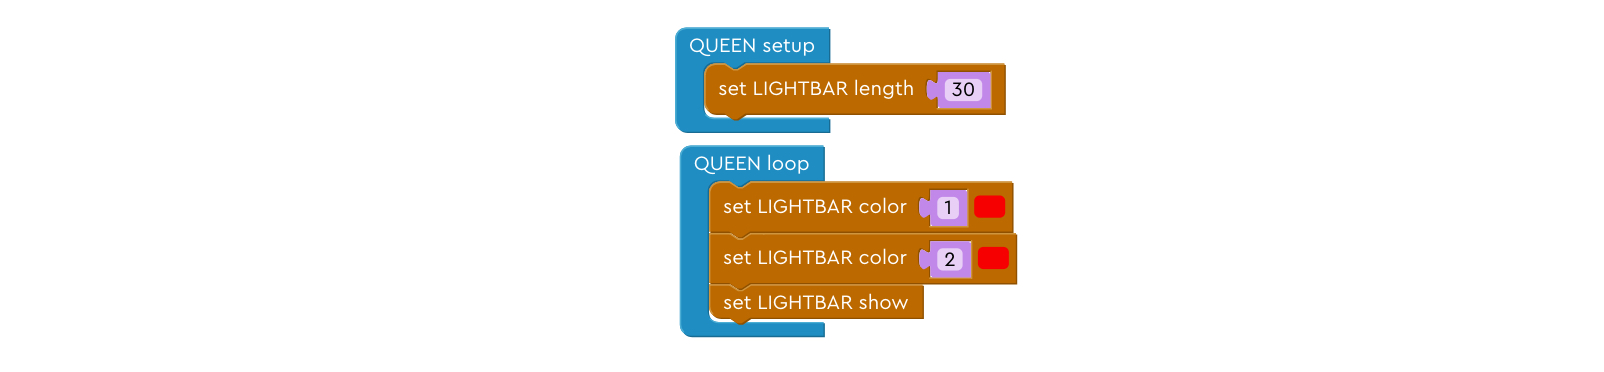 QUEEN setup
set LIGHTBAR length 30
QUEEN loop
set LIGHTBAR color 1
set LIGHTBAR color 2
set LIGHTBAR show